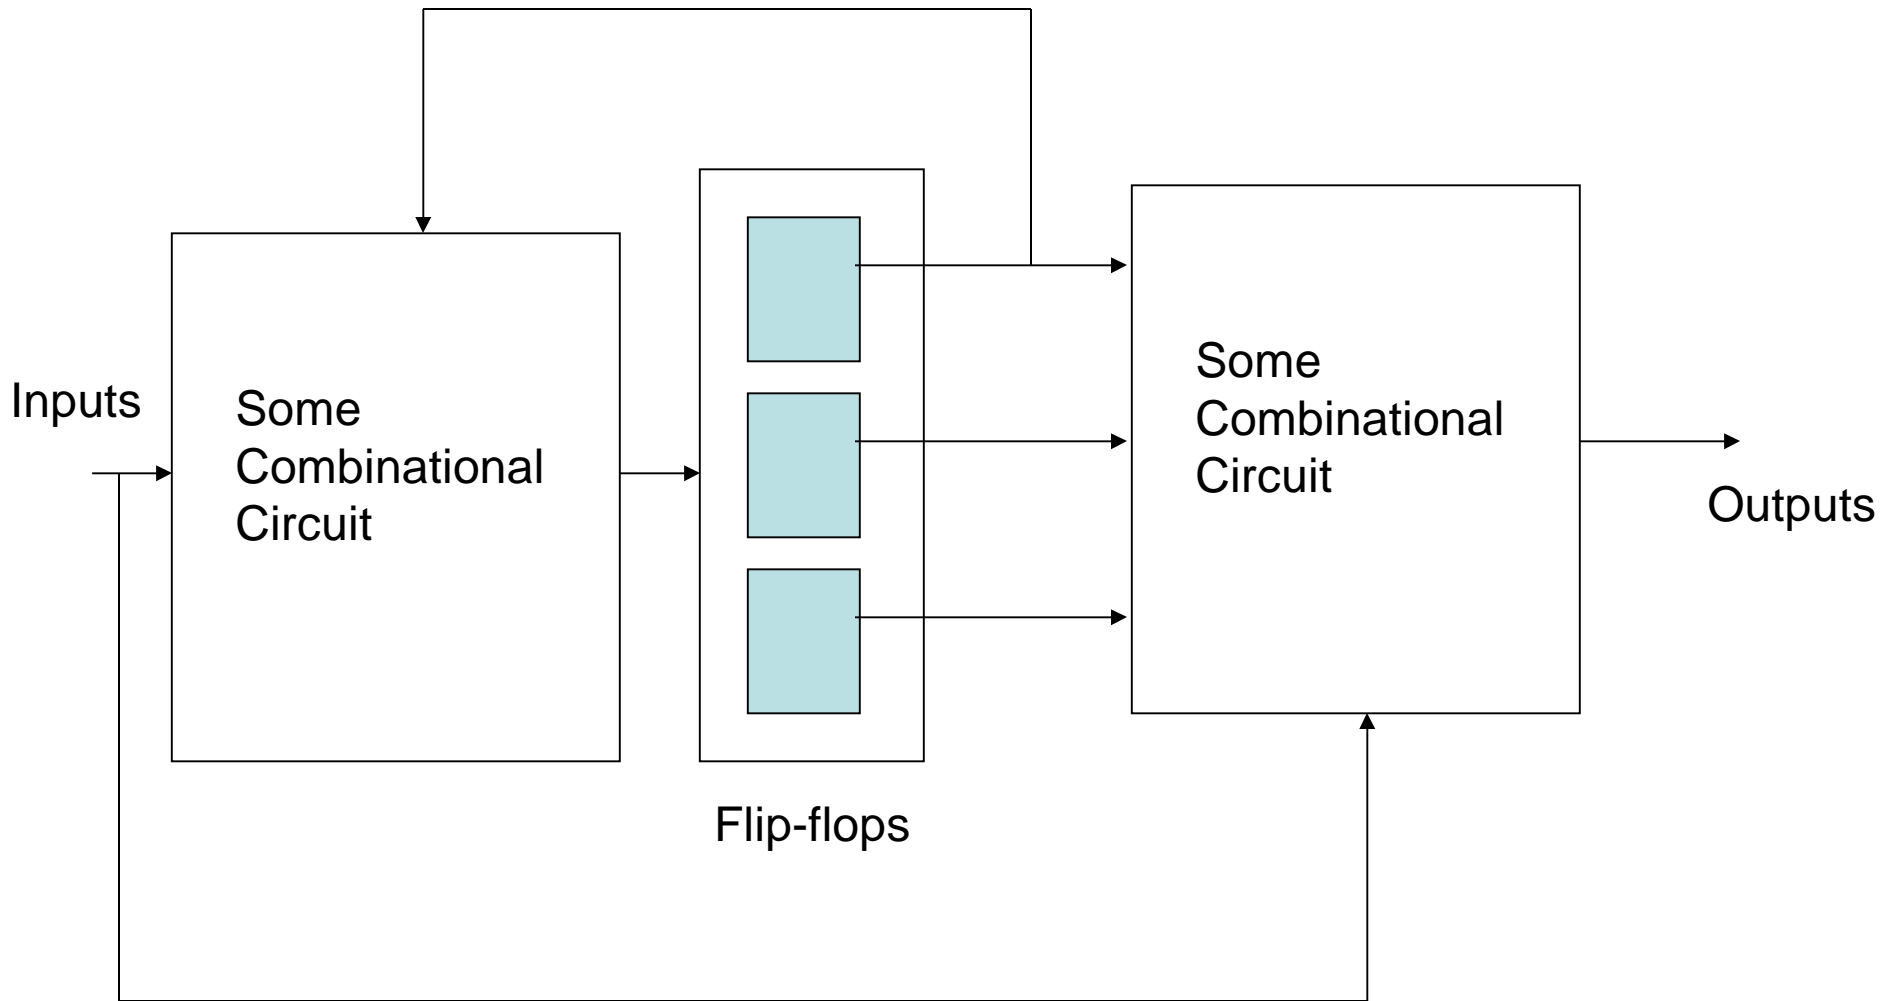 Inputs
Some
Combinational
Circuit
Flip-flops
Some
Combinational
Circuit
Outputs